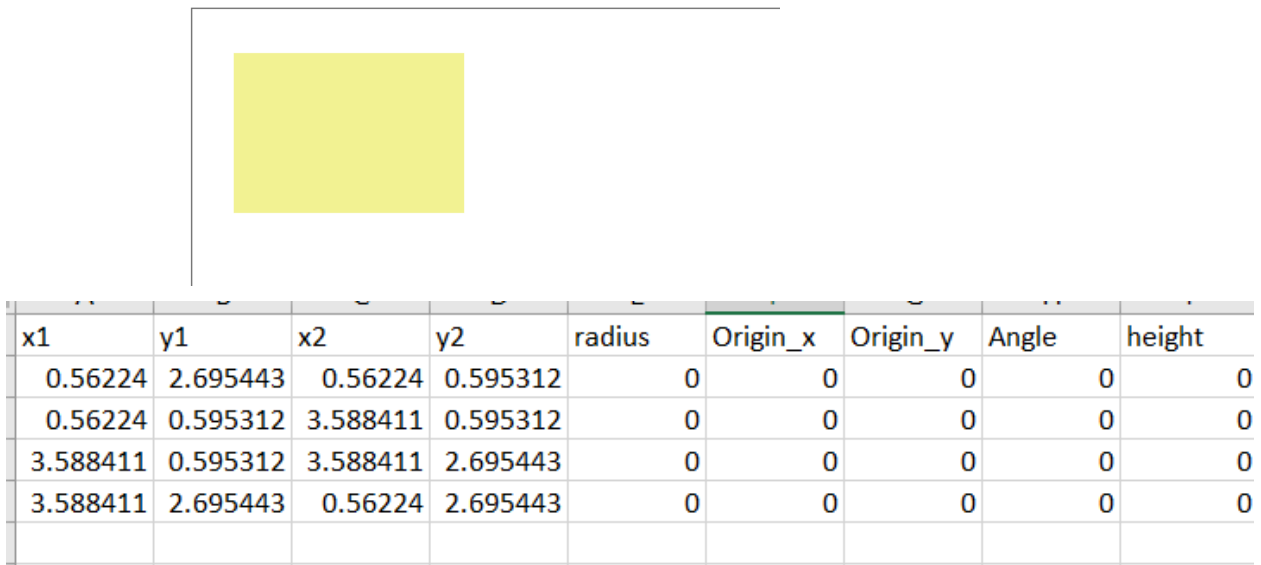 x1 y1 x2 y2 radius Origin_x Origin_y Angle height
0.56224 2.695443 0.56224 0.595312 0 0 0 0 0
0.56224 0.595312 3.588411 0.595312 0 0 0 0 0
3.588411 0.595312 3.588411 2.695443 0 0 0 0 0
3.588411 2.695443 0.56224 2.695443 0 0 0 0 0